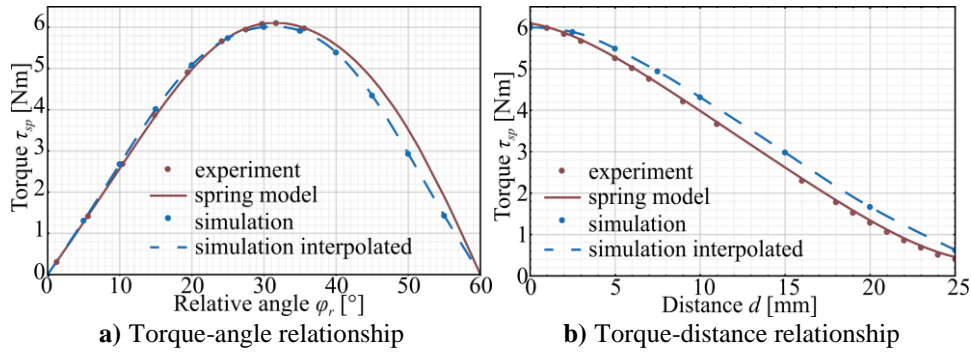 6
5
4
3
2
1
0
Torque τsp [Nm]
experiment
spring model
simulation
simulation interpolated
0 10 20 30 40 50 60
Relative angle φr [°]
a) Torque-angle relationship
6
5
4
3
2
1
0
Torque τsp [Nm]
experiment
spring model
simulation
simulation interpolated
0 5 10 15 20 25
Distance d [mm]
b) Torque-distance relationship